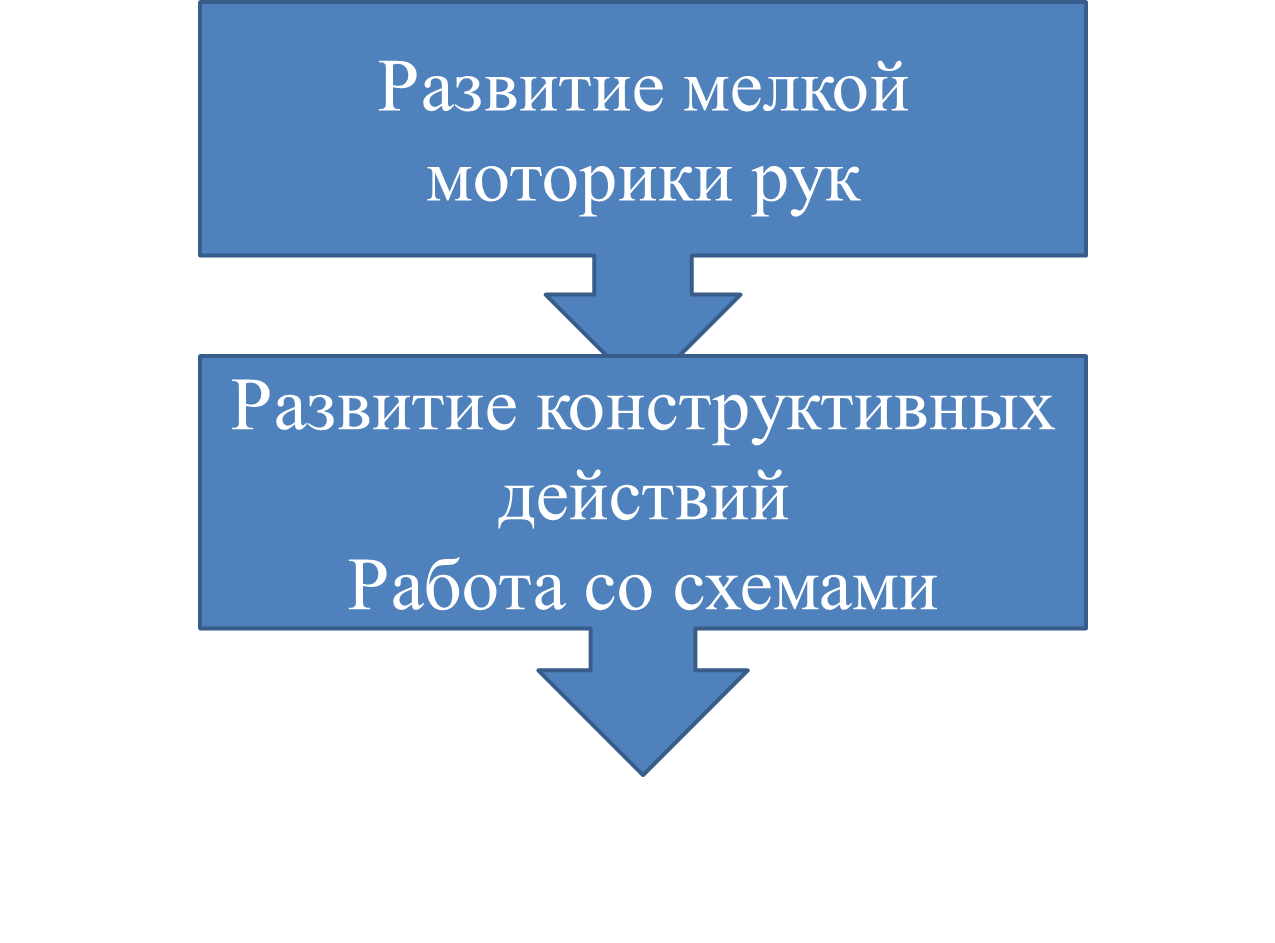 Развитие мелкой
моторики рук
Развитие конструктивных
действий
Работа со схемами